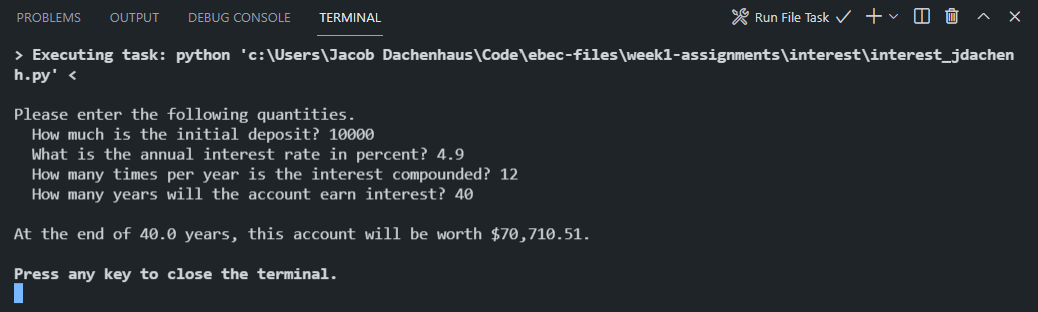 PROBLEMS OUTPUT DEBUG CONSOLE TERMINAL Run File Task
> Executing task: python 'c:\Users\Jacob Dachenhaus\Code\ebec-files\week1-assignments\interest\interest_jdachen
h.py' <
Please enter the following quantities.
How much is the initial deposit? 10000
What is the annual interest rate in percent? 4.9
How many times per year is the interest compounded? 12
How many years will the account earn interest? 40
At the end of 40.0 years, this account will be worth $70,710.51.
Press any key to close the terminal.